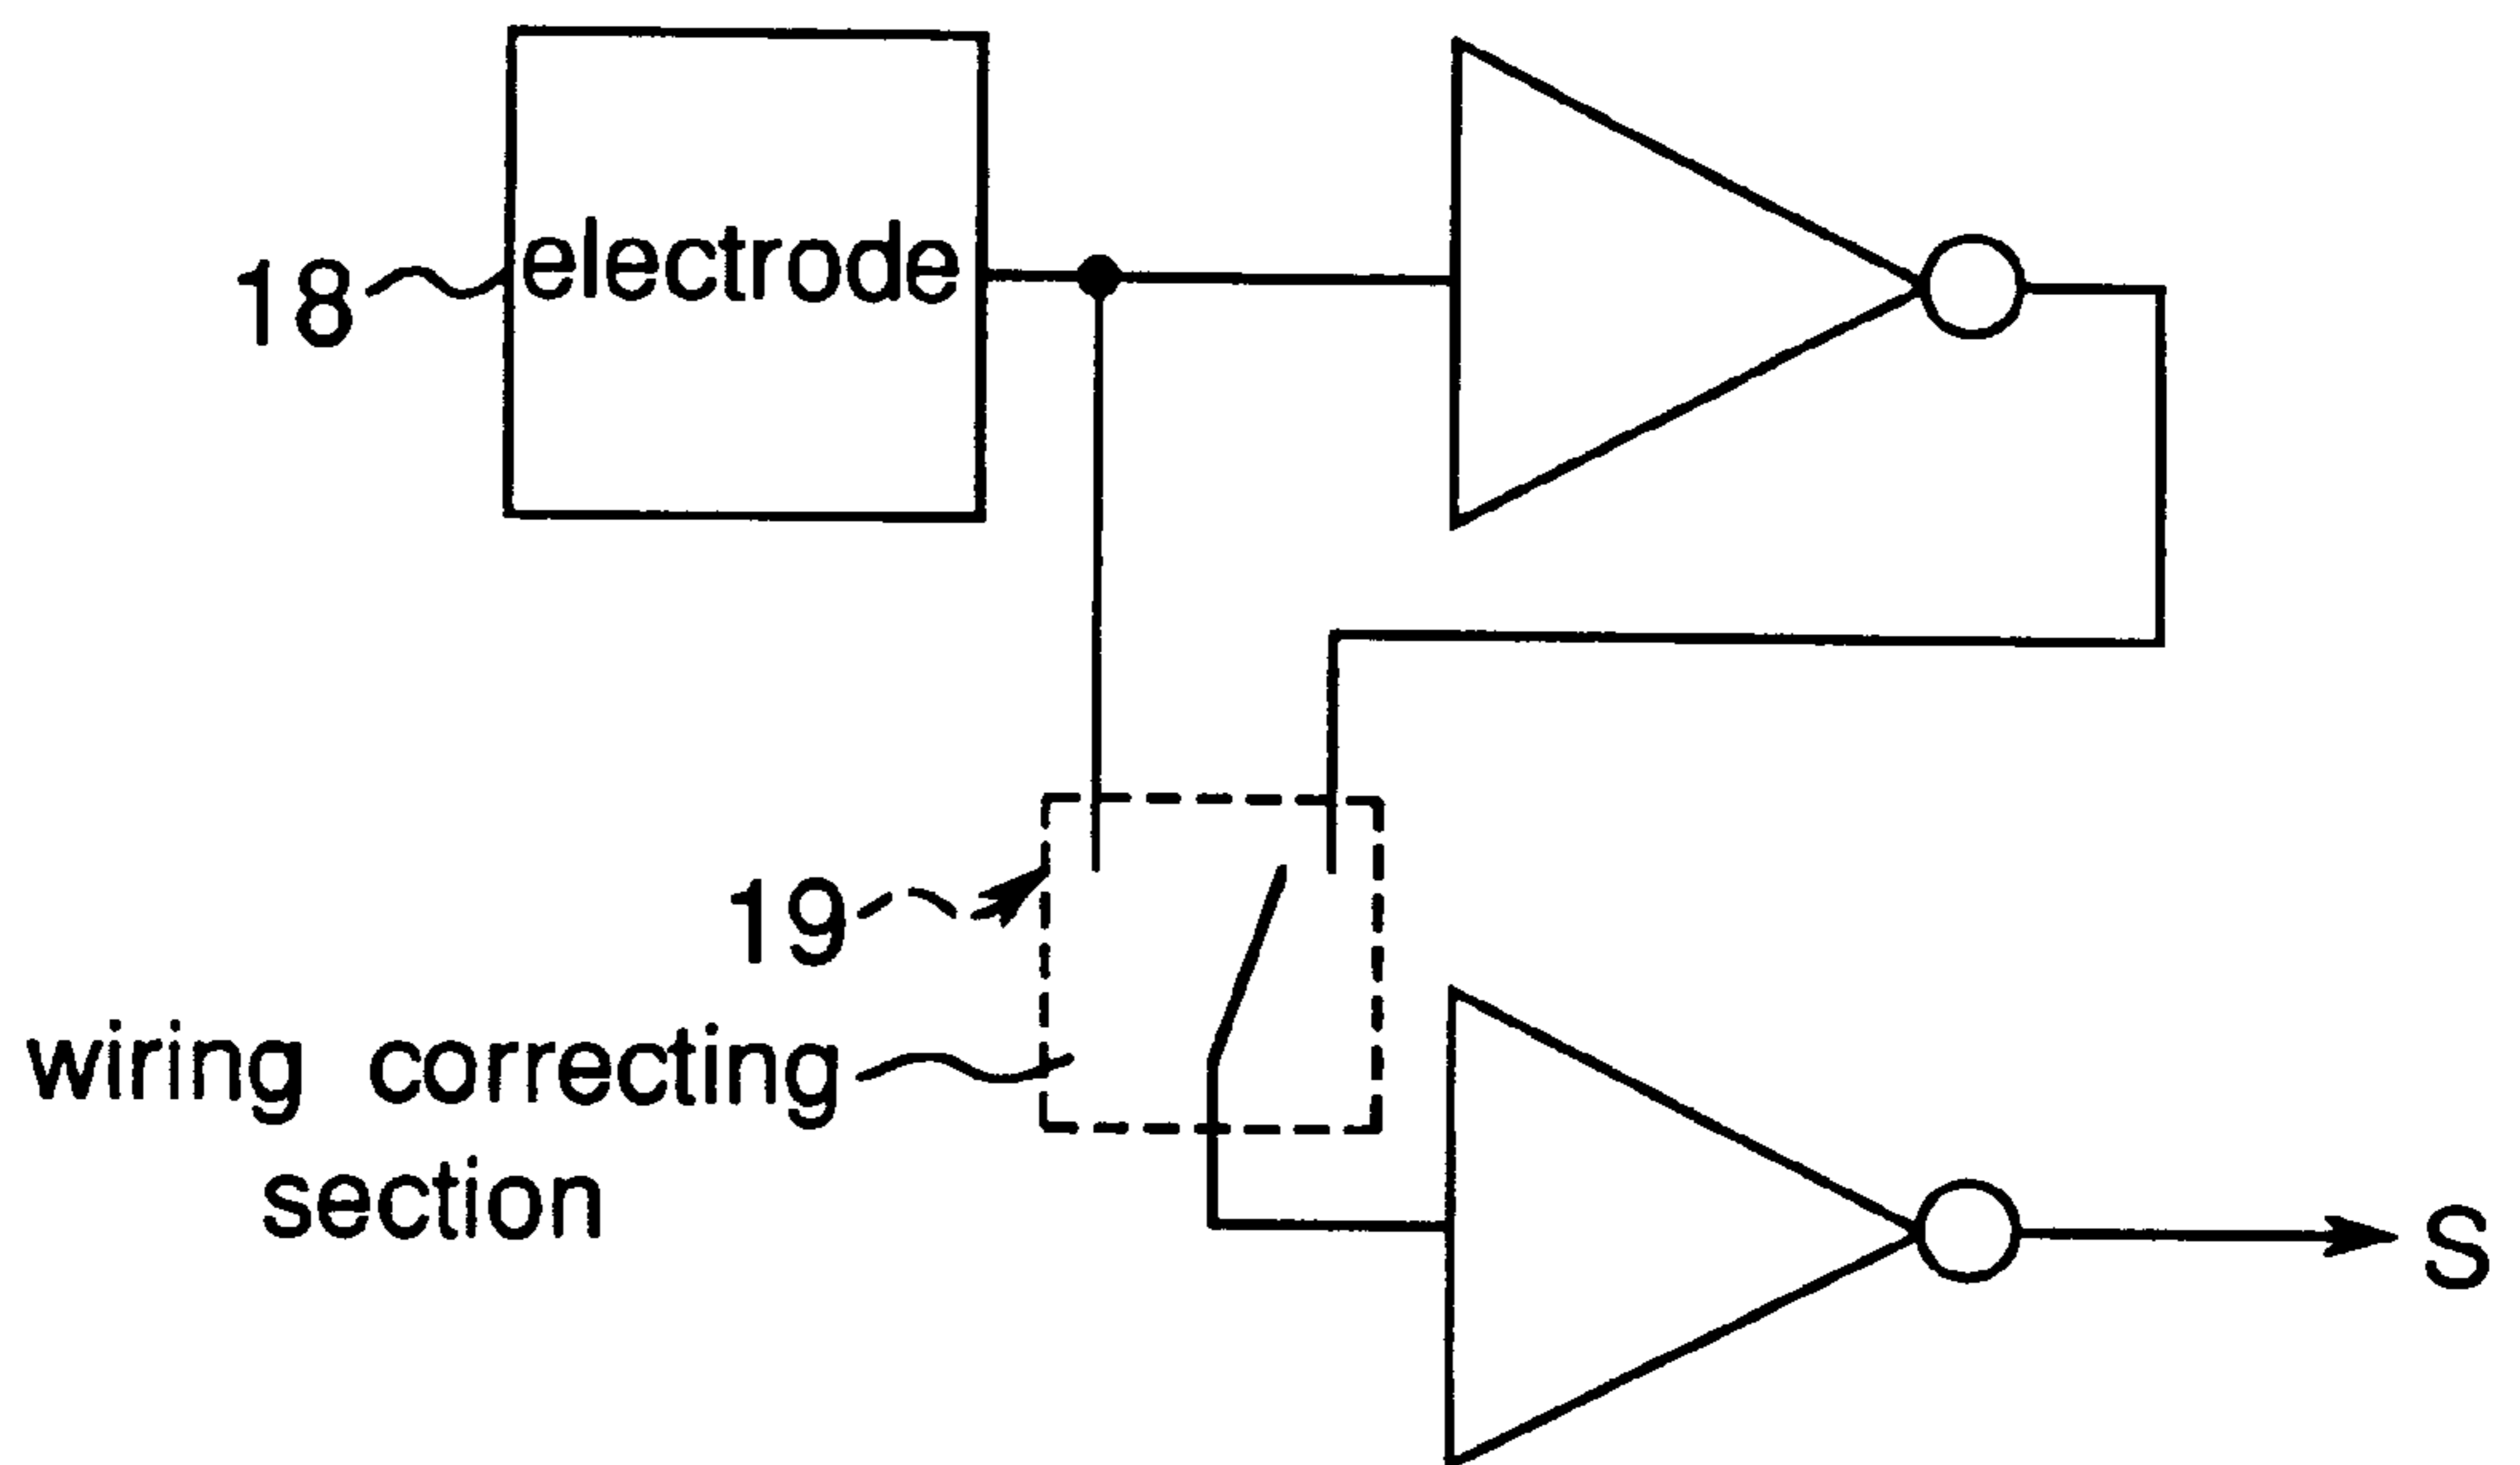 18
electrode
19
wiring correcting
section
S